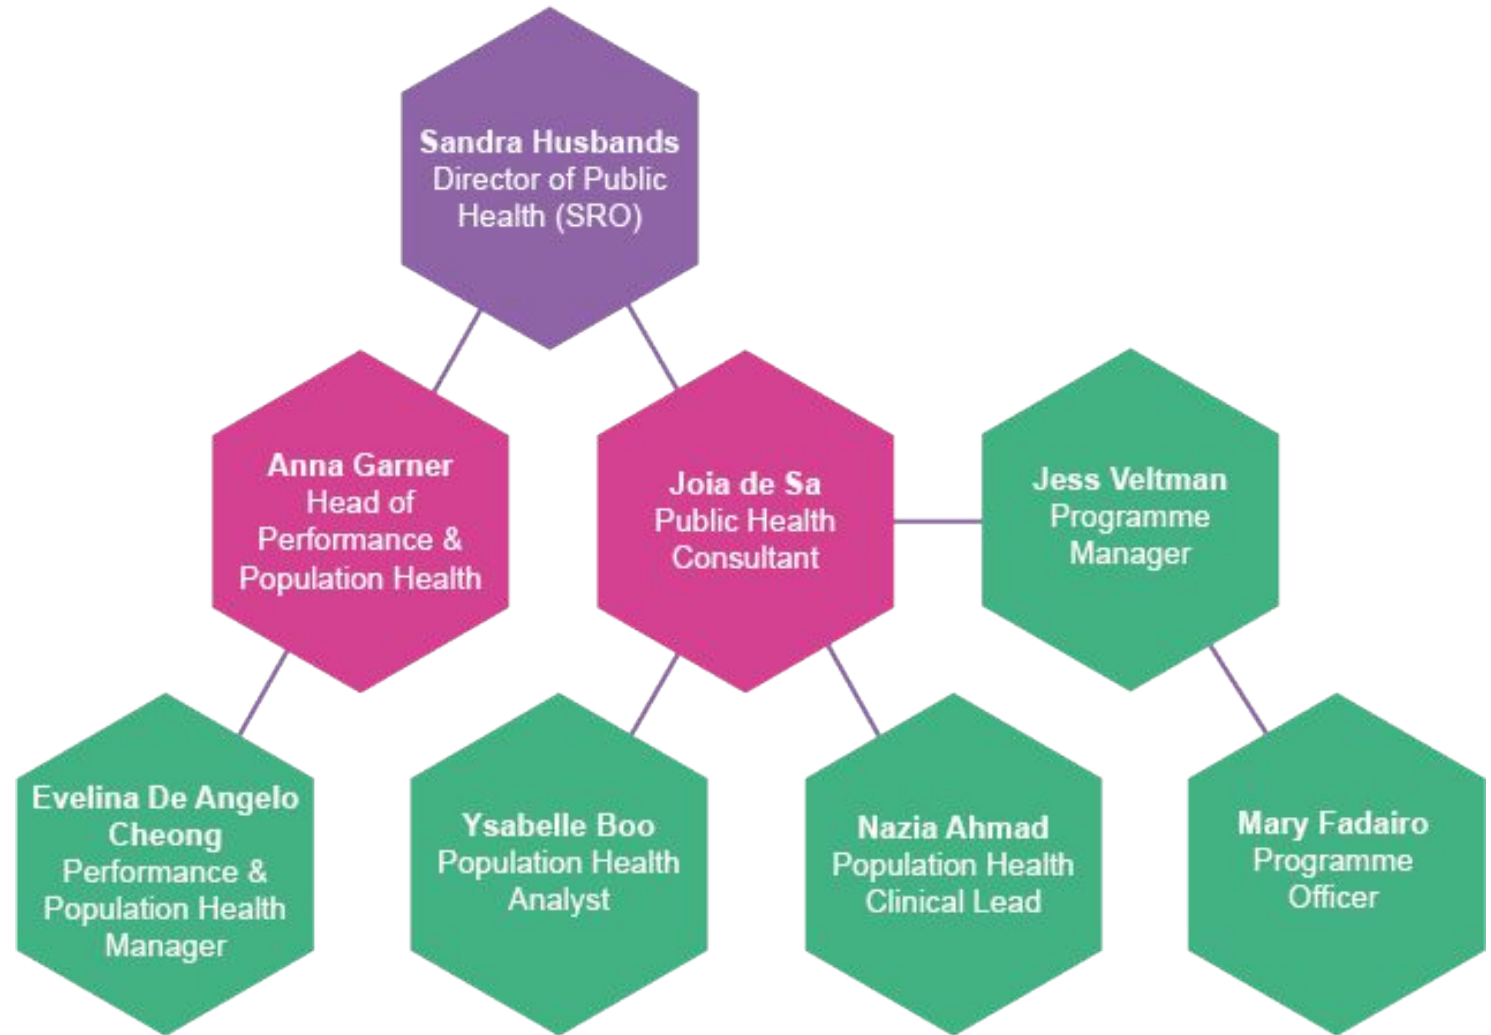 Sandra Husbands
Director of Public
Health (SRO)
Anna Garner
Head of
Performance &
Population Health
Joia de Sa
Public Health
Consultant
Jess Veltman
Programme
Manager
Evelina De Angelo
Cheong
Performance &
Population Health
Manager
Ysabelle Boo
Population Health
Analyst
Nazia Ahmad
Population Health
Clinical Lead
Mary Fadairo
Programme
Officer